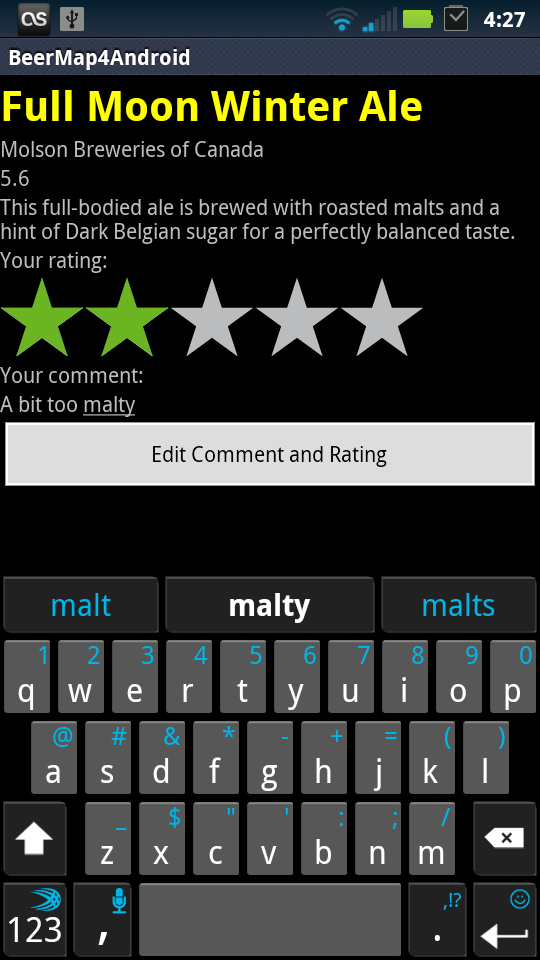 4:27
BeerMap4Android
Full Moon Winter Ale
Molson Breweries of Canada
5.6
This full-bodied ale is brewed with roasted malts and a
hint of Dark Belgian sugar for a perfectly balanced taste.
Your rating:
Your comment:
A bit too malty
Edit Comment and Rating
malt malty malts
1 2 3 4 5 6 7 8 9 0
q w e r t y u i o p
@ # & * - + = ( )
a s d f g h j k l
_ $ " ' : ; /
z x c v b n m
,!?
123 , .